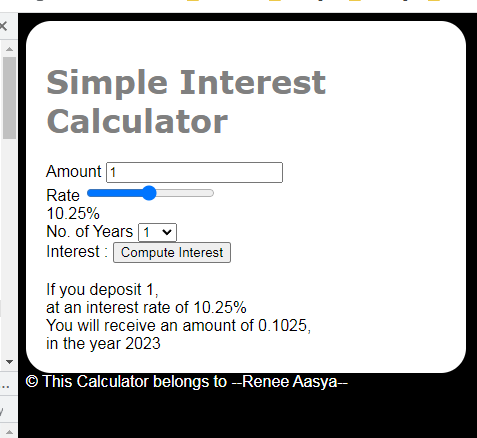 Simple Interest
Calculator
Amount 1
Rate
10.25%
No. of Years 1
Interest : Compute Interest
If you deposit 1,
at an interest rate of 10.25%
You will receive an amount of 0.1025,
in the year 2023
© This Calculator belongs to --Renee Aasya--